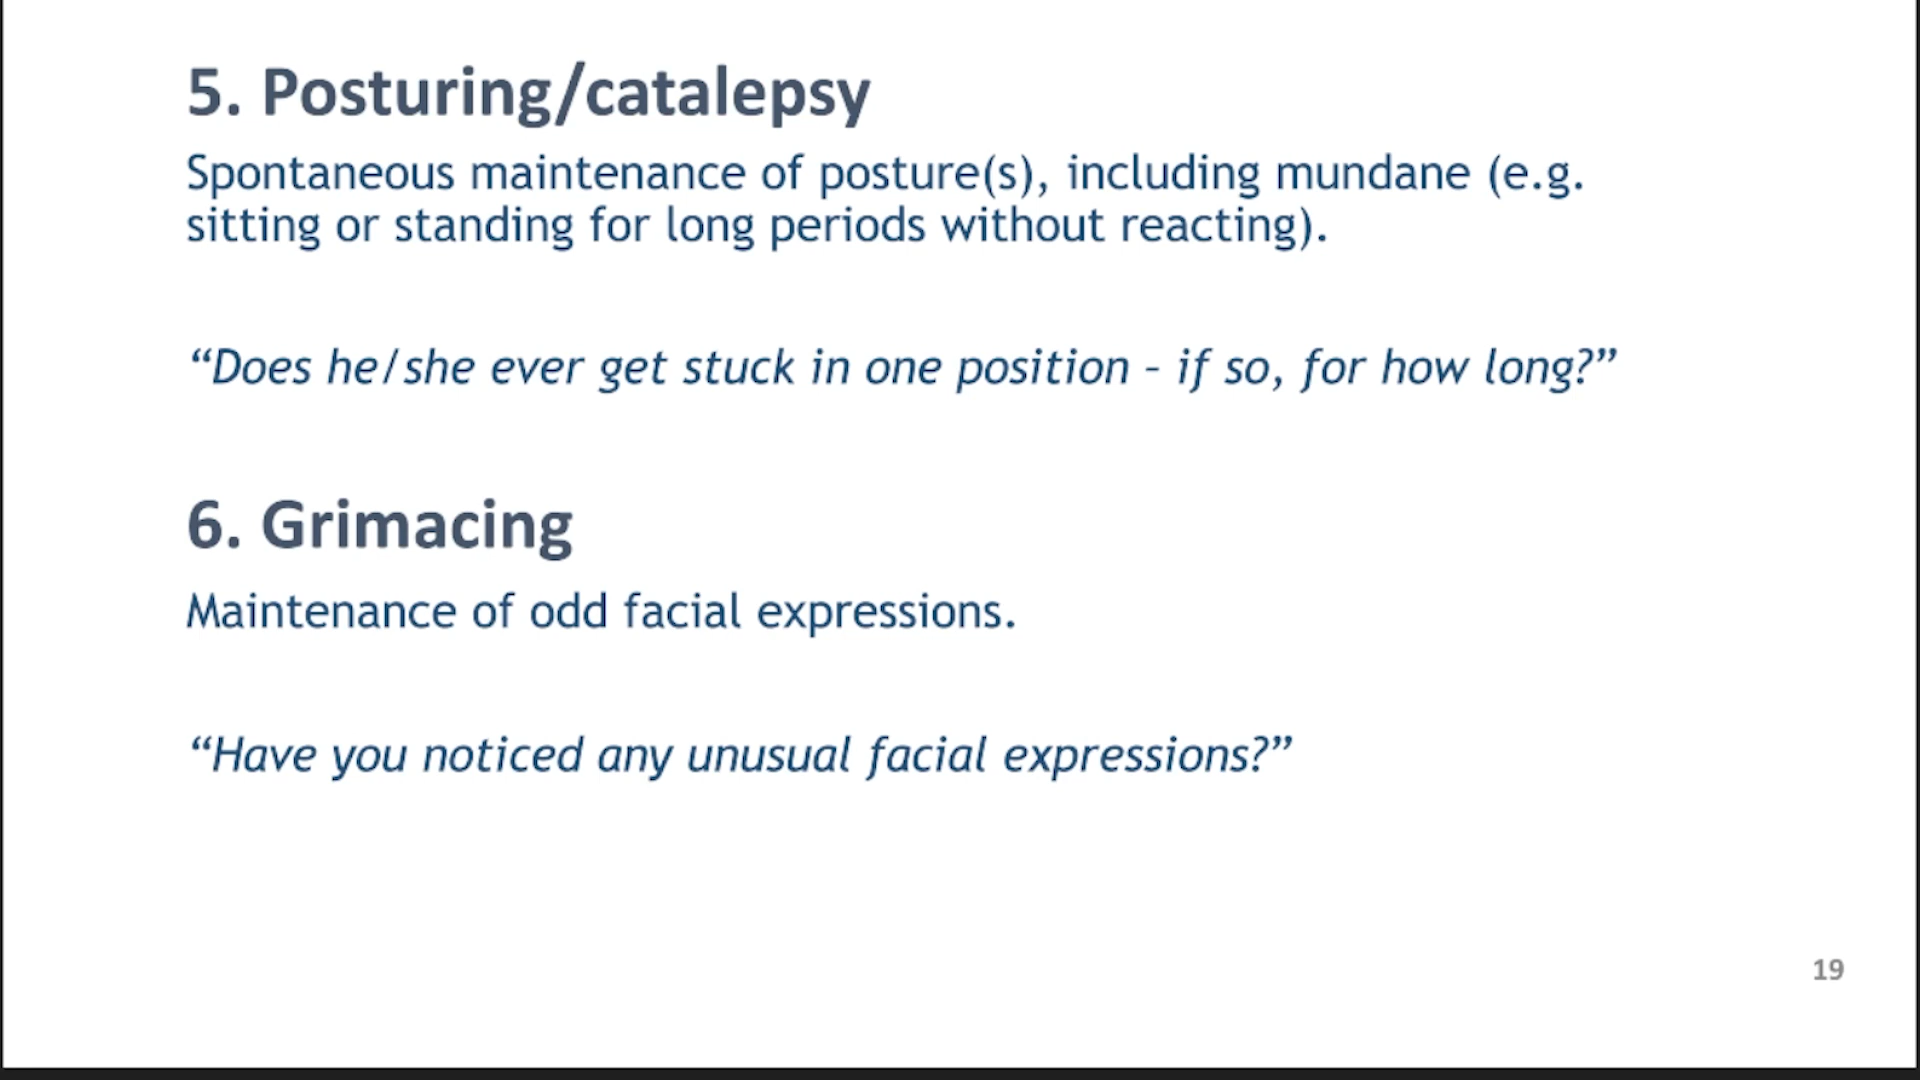 5. Posturing/catalepsy
Spontaneous maintenance of posture(s), including mundane (e.g.
sitting or standing for long periods without reacting).
“Does he/she ever get stuck in one position – if so, for how long?”
6. Grimacing
Maintenance of odd facial expressions.
“Have you noticed any unusual facial expressions?”
19